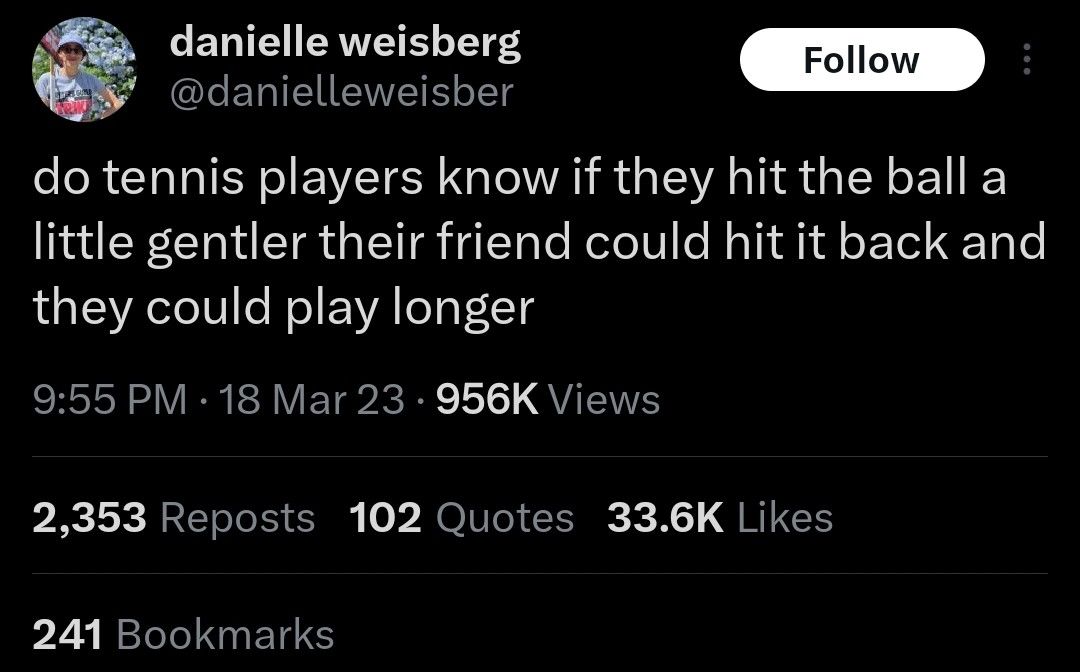 danielle weisberg
@danielleweisber
Follow
do tennis players know if they hit the ball a
little gentler their friend could hit it back and
they could play longer
9:55 PM · 18 Mar 23 · 956K Views
2,353 Reposts 102 Quotes 33.6K Likes
241 Bookmarks